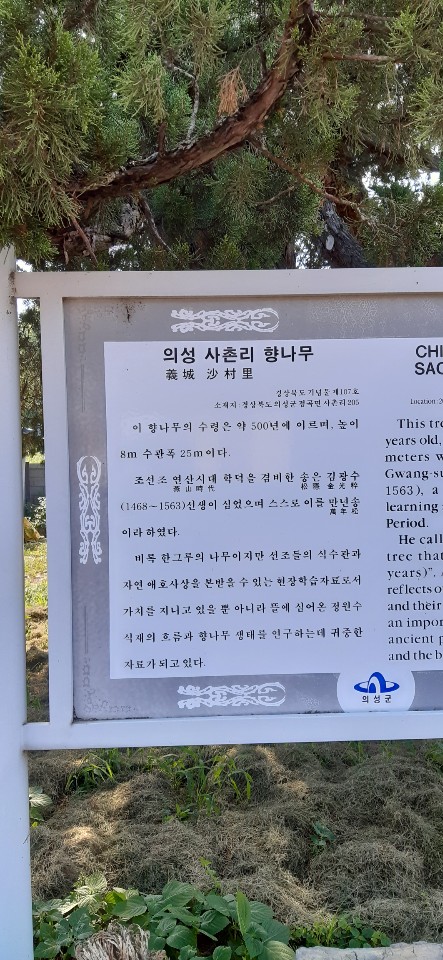 의성 사촌리 향나무
義城 沙村里
경상북도기념물 제107호
소재지: 경상북도 의성군 점곡면 사촌리 205
이 향나무의 수령은 약 500년에 이르며, 높이
8m 수관폭 25m이다.
조선조 연산시대 학덕을 겸비한 송은 김광수
燕山時代 松隱 金光粹
(1468~1563)선생이 심었으며 스스로 이를 만년송
萬年松
이라하였다.
비록 한그루의 나무이지만 선조들의 식수관과
자연 애호사상을 본받을 수 있는 현장학습자료로서
가치를 지니고 있을 뿐 아니라 뜰에 심어온 정원수
식재의 흐름과 향나무 생태를 연구하는데 귀중한
자료가 되고 있다.
CHI
SAC
Location: 2
This tre
years old,
meters w
Gwang-su
1563), a
learning
Period.
He call
tree that
years)".
reflects o
and their
an impor
ancient p
and the b
의성군